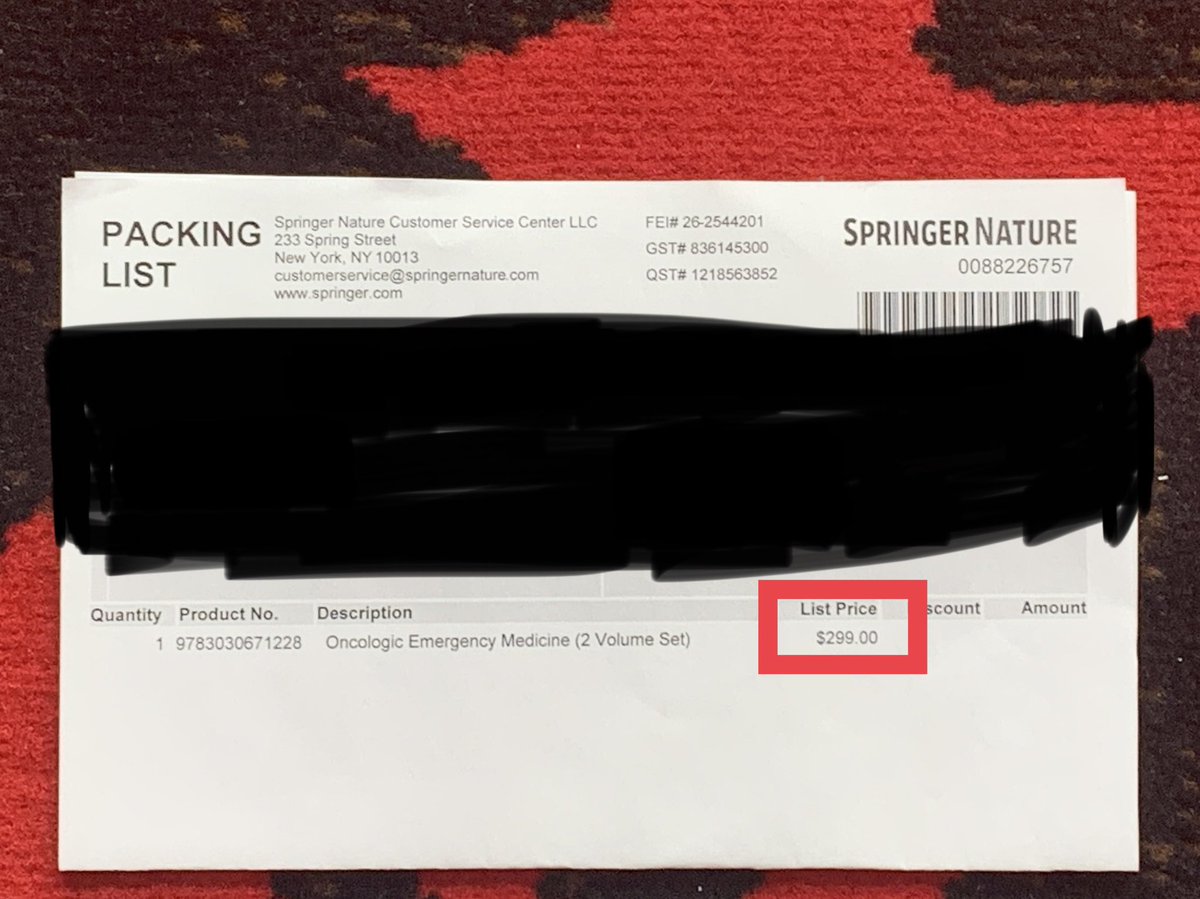 PACKING
LIST
Springer Nature Customer Service Center LLC
233 Spring Street
New York, NY 10013
customerservice@springernature.com
www.springer.com
FEI# 26-2544201
GST# 836145300
QST# 1218563852
SPRINGER NATURE
0088226757
Quantity Product No. Description List Price scount Amount
1 9783030671228 Oncologic Emergency Medicine (2 Volume Set) $299.00